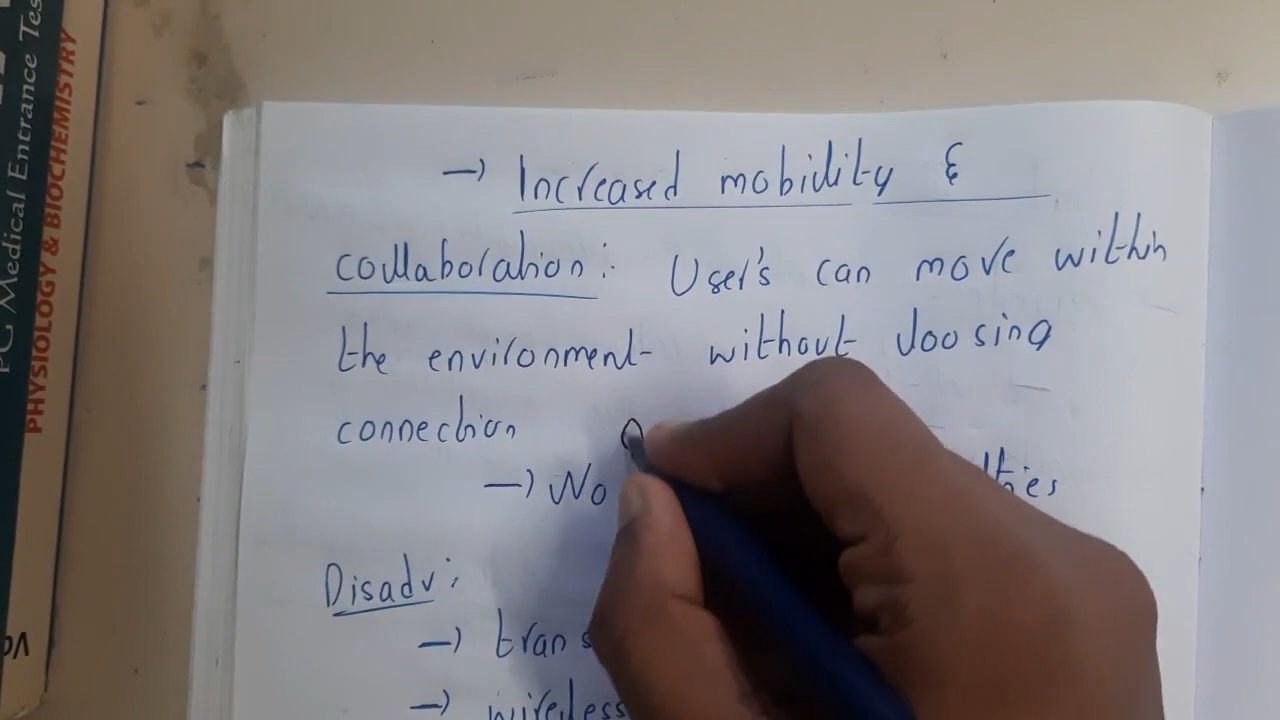 PG Medical Entrance Tes
PHYSIOLOGY & BIOCHEMISTRY
→ Increased mobility &
collaboration: User's can move within
the environment without loosing
connection
→ No
Disadv:
→ trans
→ wireless